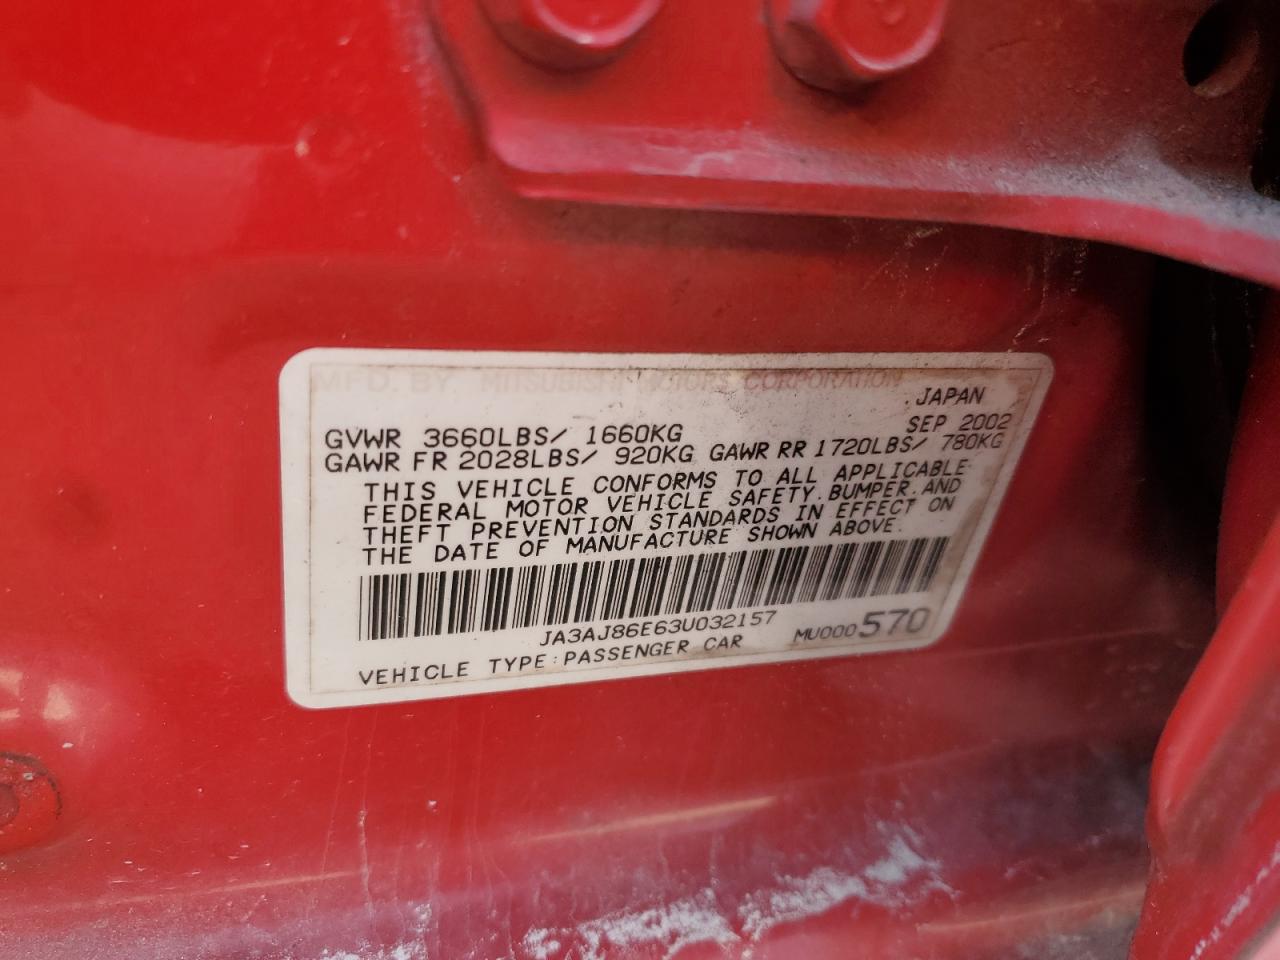 MFD. BY MITSUBISHI MOTORS CORPORATION
JAPAN
SEP 2002
GVWR 3660LBS/ 1660KG
GAWR FR 2028LBS/ 920KG GAWR RR 1720LBS/ 780KG
THIS VEHICLE CONFORMS TO ALL APPLICABLE
FEDERAL MOTOR VEHICLE SAFETY, BUMPER, AND
THEFT PREVENTION STANDARDS IN EFFECT ON
THE DATE OF MANUFACTURE SHOWN ABOVE.
JA3AJ86E63U032157
MU000570
VEHICLE TYPE:PASSENGER CAR